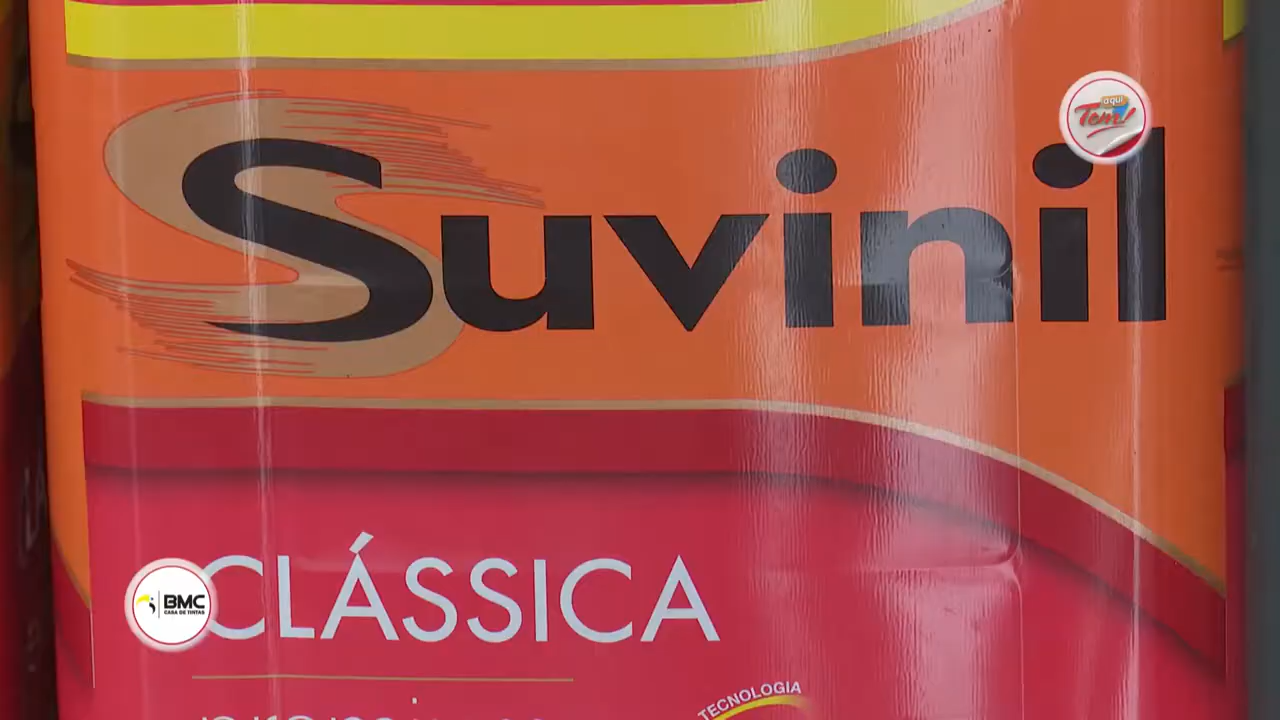 aqui
Tem!
Suvinil
CLÁSSICA
BMC
CASA DE TINTAS
TECNOLOGIA